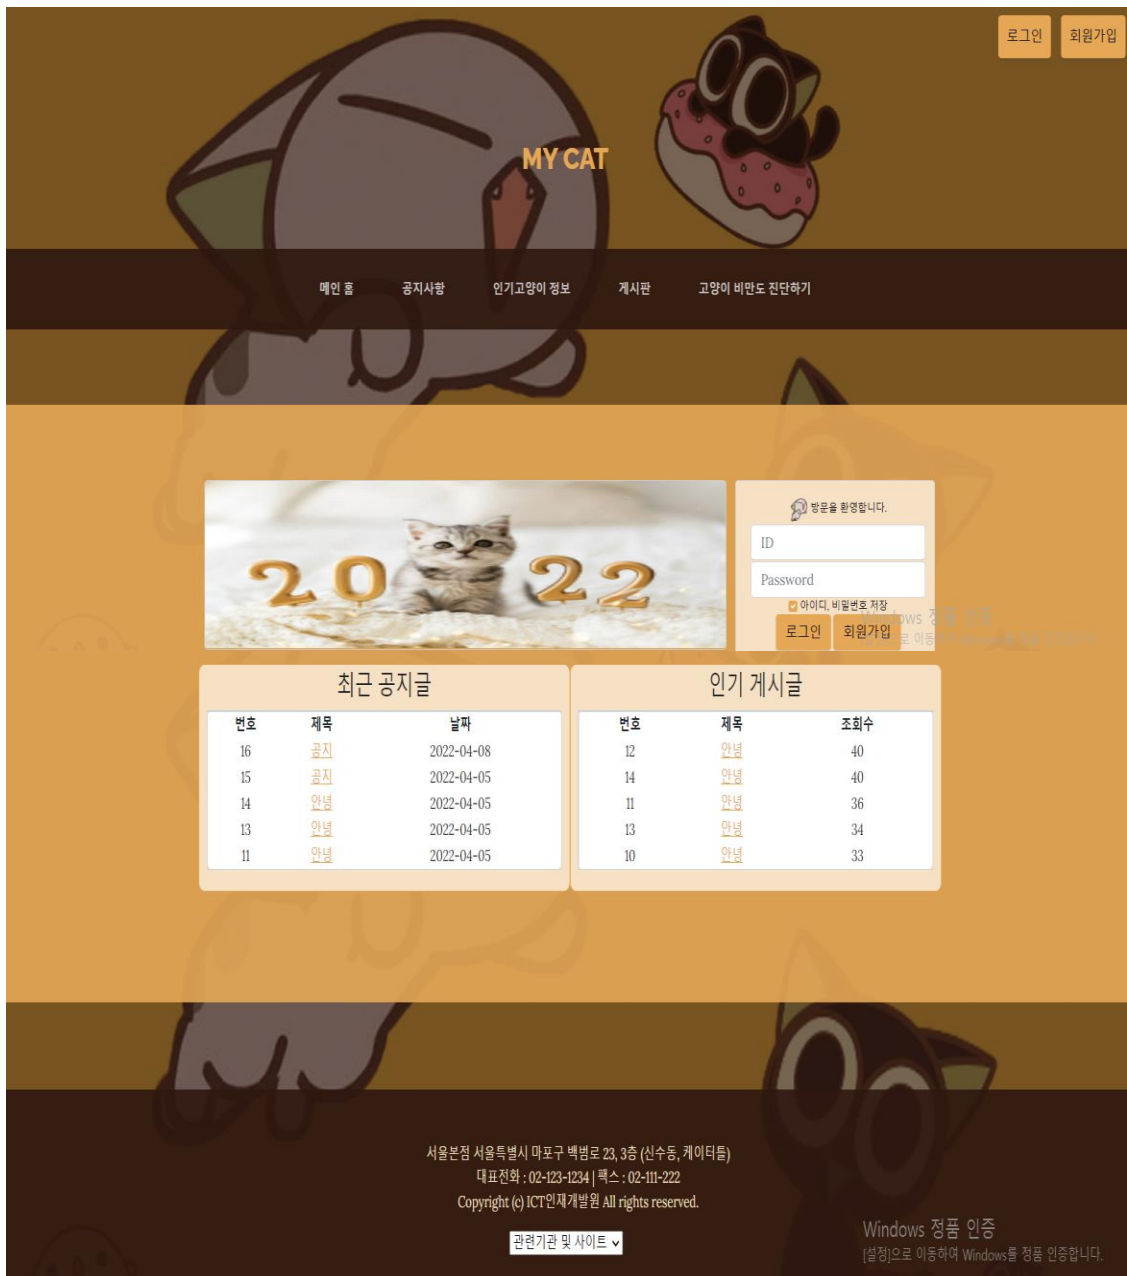 로그인 회원가입
MY CAT
메인 홈 공지사항 인기고양이 정보 게시판 고양이 비만도 진단하기
2022
방문을 환영합니다.
ID
Password
아이디, 비밀번호 저장
로그인 회원가입
최근 공지글
번호 제목 날짜
16 공지 2022-04-08
15 공지 2022-04-05
14 안녕 2022-04-05
13 안녕 2022-04-05
11 안녕 2022-04-05
인기 게시글
번호 제목 조회수
12 안녕 40
14 안녕 40
11 안녕 36
13 안녕 34
10 안녕 33
서울본점 서울특별시 마포구 백범로 23, 3층 (신수동, 케이터틀)
대표전화 : 02-123-1234 | 팩스 : 02-111-222
Copyright (c) ICT인재개발원 All rights reserved.
관련기관 및 사이트
Windows 정품 인증
[설정]으로 이동하여 Windows를 정품 인증합니다.